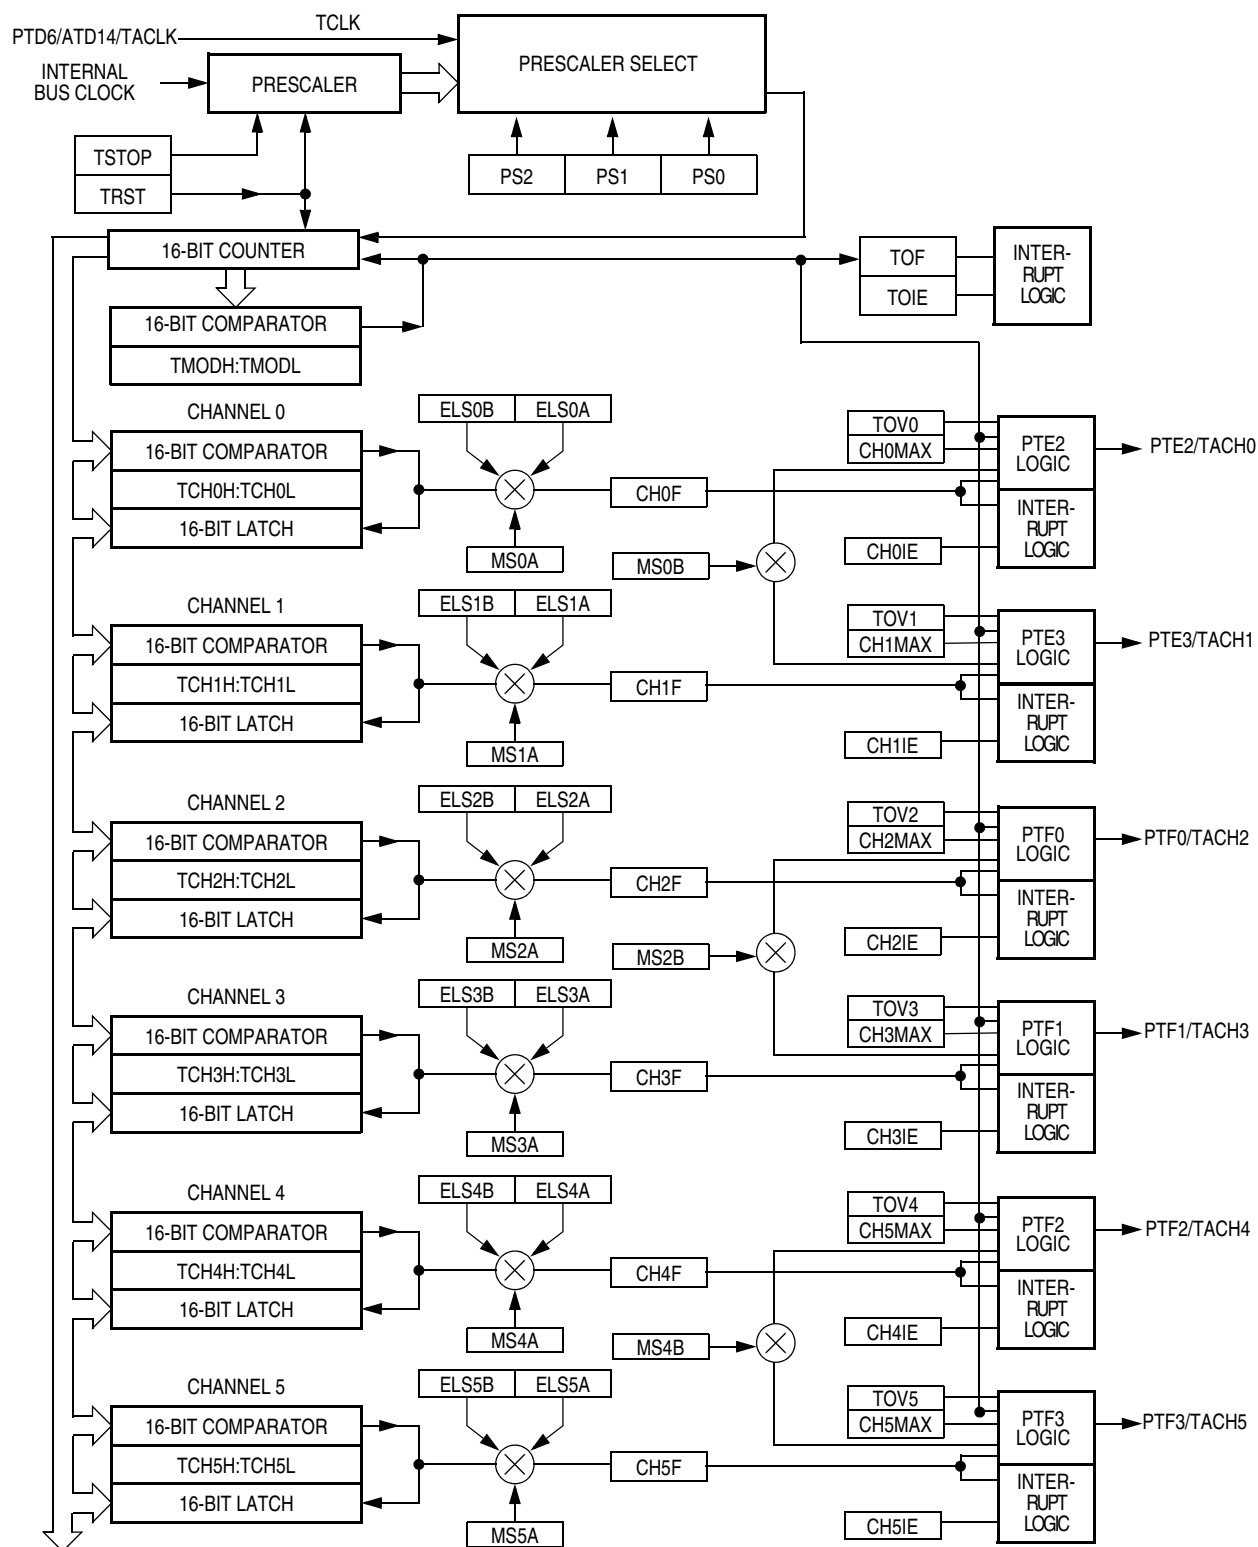 TCLK
PTD6/ATD14/TACLK
PRESCALER SELECT
INTERNAL
BUS CLOCK
PRESCALER
TSTOP
PS2 PS1 PS0
TRST
16-BIT COUNTER
TOF
TOIE
INTER-
RUPT
LOGIC
16-BIT COMPARATOR
TMODH:TMODL
CHANNEL 0
ELS0B ELS0A
TOV0
CH0MAX
PTE2
LOGIC
PTE2/TACH0
16-BIT COMPARATOR
TCH0H:TCH0L
16-BIT LATCH
CH0F
INTER-
RUPT
LOGIC
MS0A
MS0B
CH0IE
CHANNEL 1
ELS1B ELS1A
TOV1
CH1MAX
PTE3
LOGIC
PTE3/TACH1
16-BIT COMPARATOR
TCH1H:TCH1L
16-BIT LATCH
CH1F
INTER-
RUPT
LOGIC
MS1A
CH1IE
CHANNEL 2
ELS2B ELS2A
TOV2
CH2MAX
PTF0
LOGIC
PTF0/TACH2
16-BIT COMPARATOR
TCH2H:TCH2L
16-BIT LATCH
CH2F
INTER-
RUPT
LOGIC
MS2A
MS2B
CH2IE
CHANNEL 3
ELS3B ELS3A
TOV3
CH3MAX
PTF1
LOGIC
PTF1/TACH3
16-BIT COMPARATOR
TCH3H:TCH3L
16-BIT LATCH
CH3F
INTER-
RUPT
LOGIC
MS3A
CH3IE
CHANNEL 4
ELS4B ELS4A
TOV4
CH5MAX
PTF2
LOGIC
PTF2/TACH4
16-BIT COMPARATOR
TCH4H:TCH4L
16-BIT LATCH
CH4F
INTER-
RUPT
LOGIC
MS4A
MS4B
CH4IE
CHANNEL 5
ELS5B ELS5A
TOV5
CH5MAX
PTF3
LOGIC
PTF3/TACH5
16-BIT COMPARATOR
TCH5H:TCH5L
16-BIT LATCH
CH5F
INTER-
RUPT
LOGIC
MS5A
CH5IE